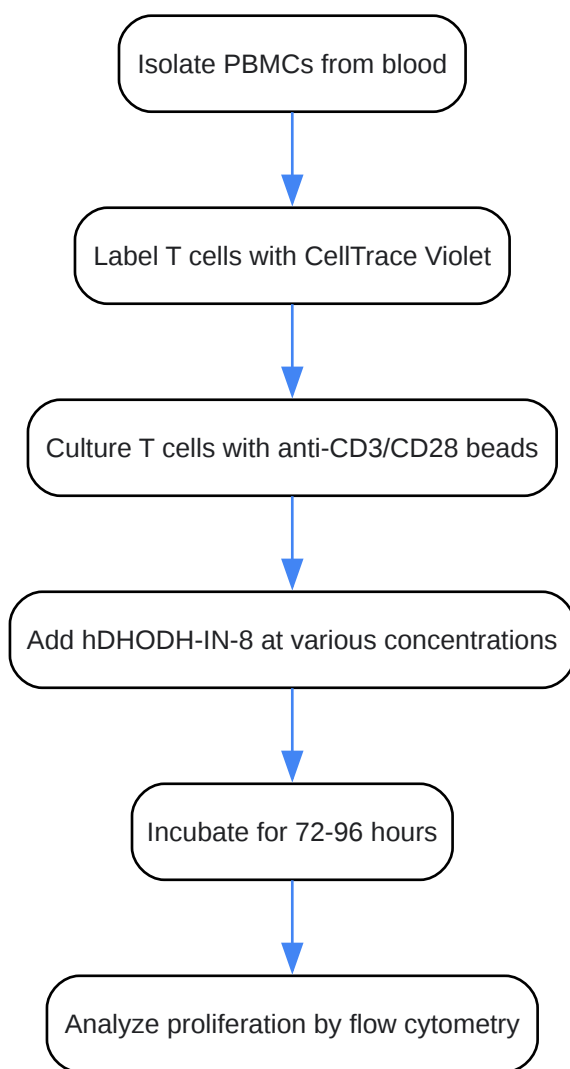 Isolate PBMCs from blood
Label T cells with CellTrace Violet
Culture T cells with anti-CD3/CD28 beads
Add hDHODH-IN-8 at various concentrations
Incubate for 72-96 hours
Analyze proliferation by flow cytometry